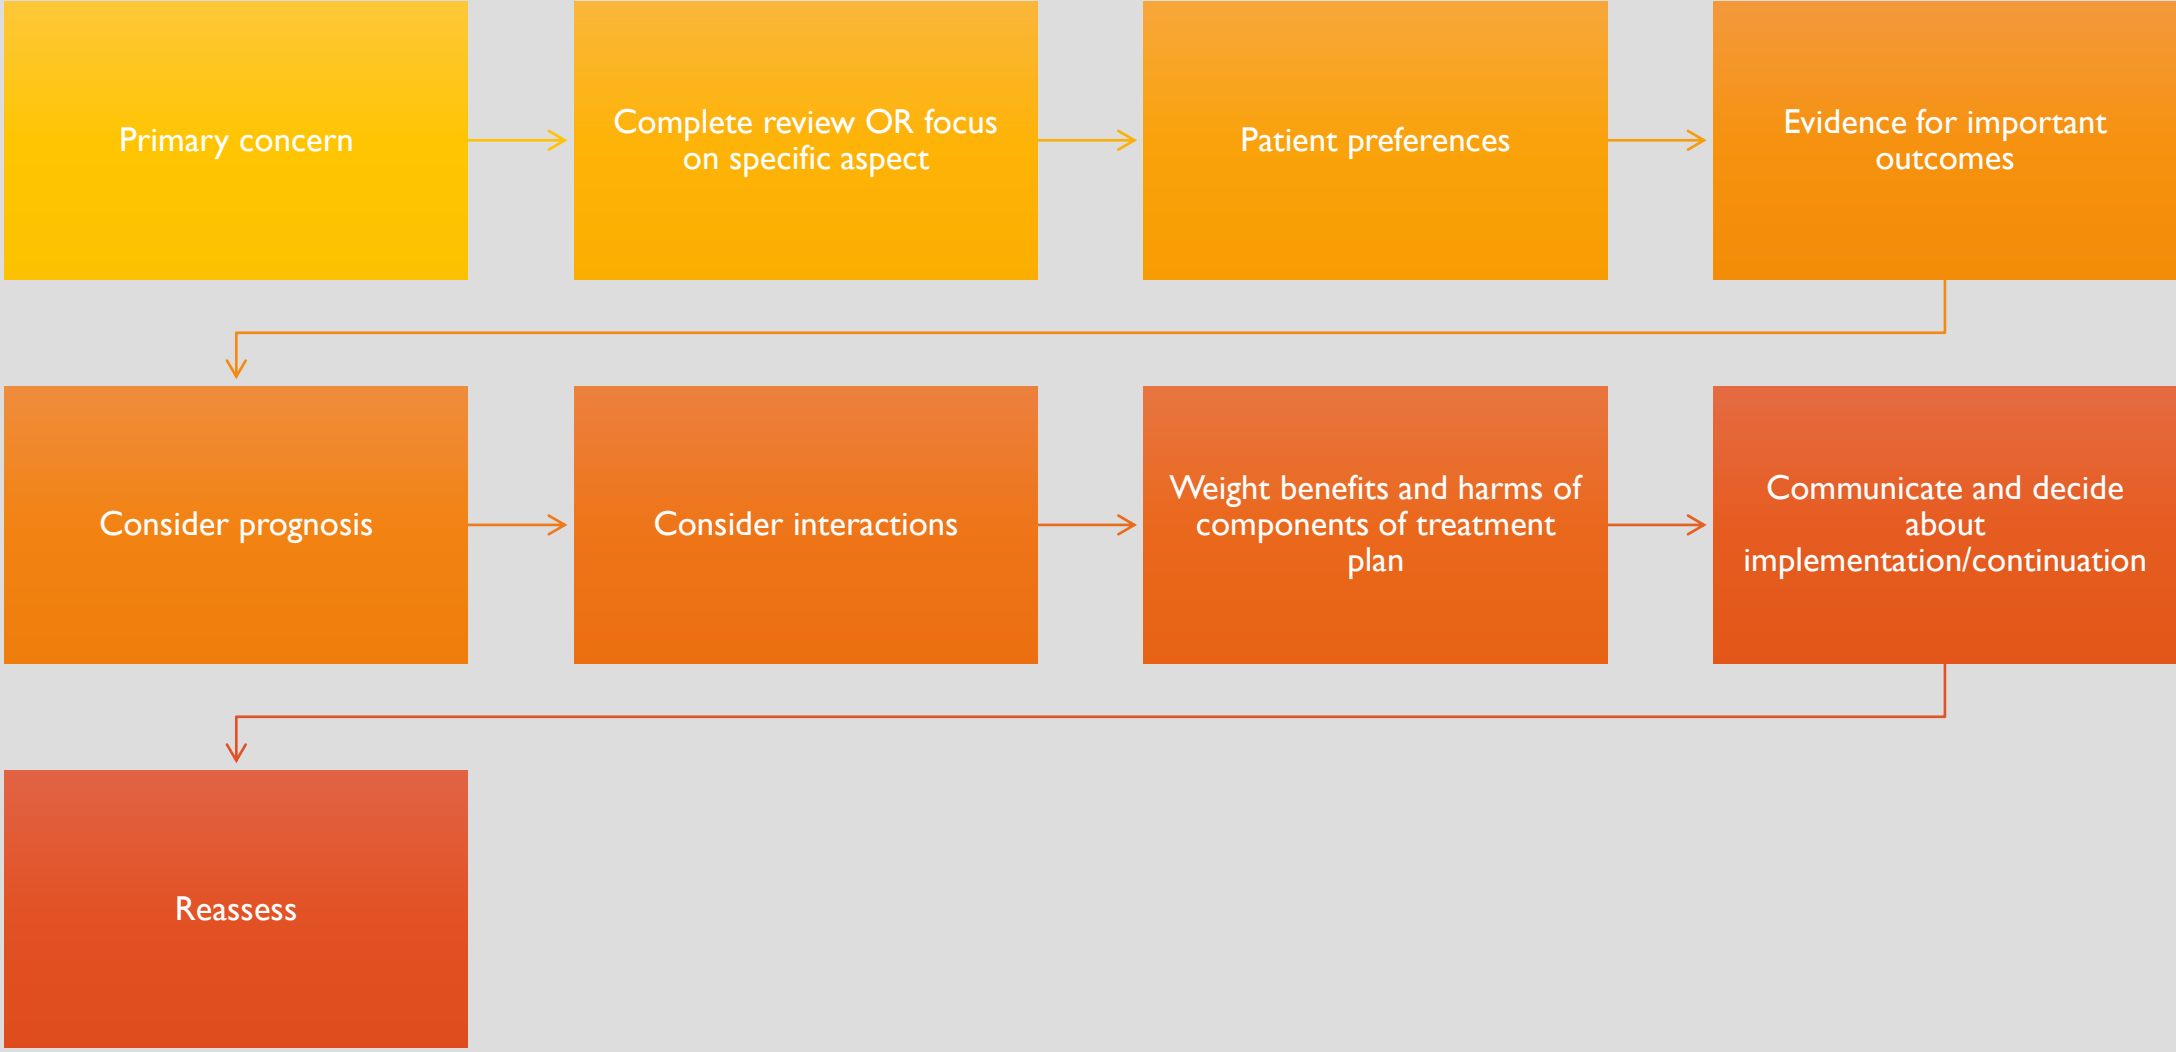 Primary concern
Complete review OR focus
on specific aspect
Patient preferences
Evidence for important
outcomes
Consider prognosis
Consider interactions
Weight benefits and harms of
components of treatment
plan
Communicate and decide
about
implementation/continuation
Reassess